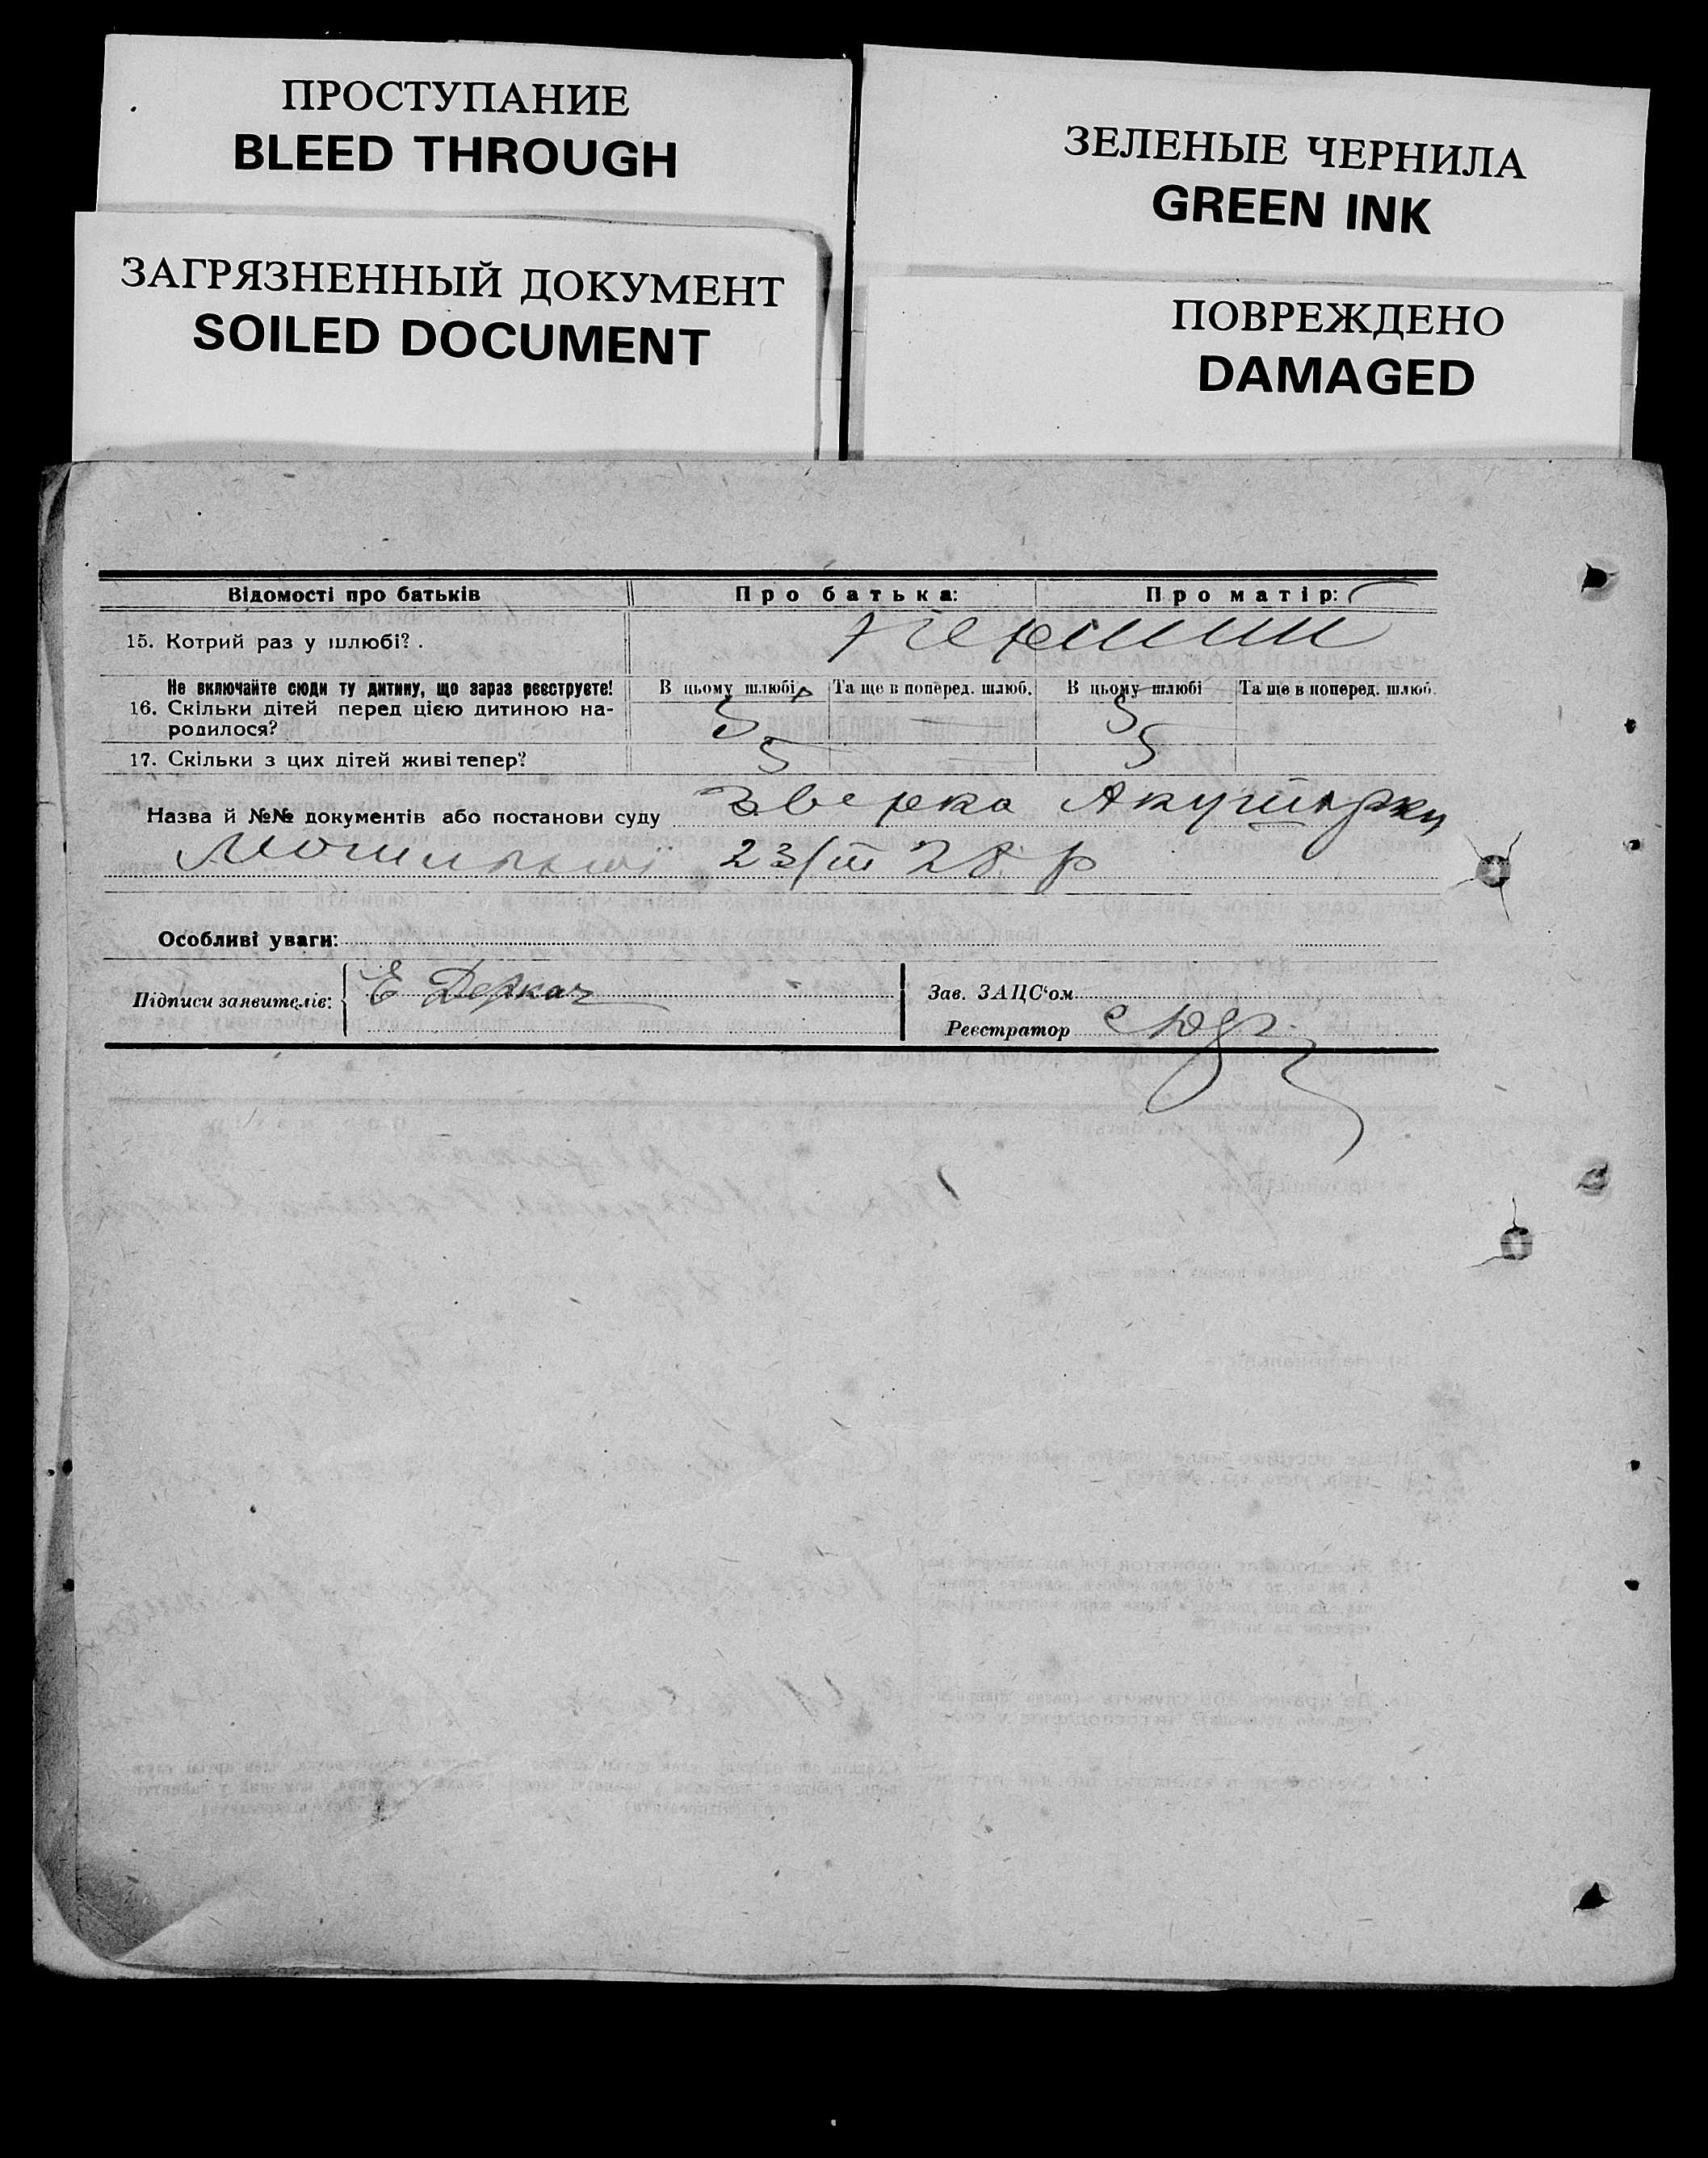 ПРОСТУПАНИЕ
BLEED THROUGH
ЗАГРЯЗНЕННЫЙ ДОКУМЕНТ
SOILED DOCUMENT
ЗЕЛЕНЫЕ ЧЕРНИЛА
GREEN INK
ПОВРЕЖДЕНО
DAMAGED
Відомості про батьків Про батька: Про матір:
15. Котрий раз у шлюбі?. Перший
Не включайте сюди ту дитину, що зараз реєструєте! В цьому шлюбі Та ще в поперед. шлюб. В цьому шлюбі Та ще в поперед. шлюб.
16. Скільки дітей перед цією дитиною на-
родилося? 5 5
17. Скільки з цих дітей живі тепер? 5 5
Назва й №№ документів або постанови суду Акушерки
23/III 28 р
Особливі уваги:
Підписи заявителів: Е Деркач
Зав. ЗАЦС‘ом
Реєстратор